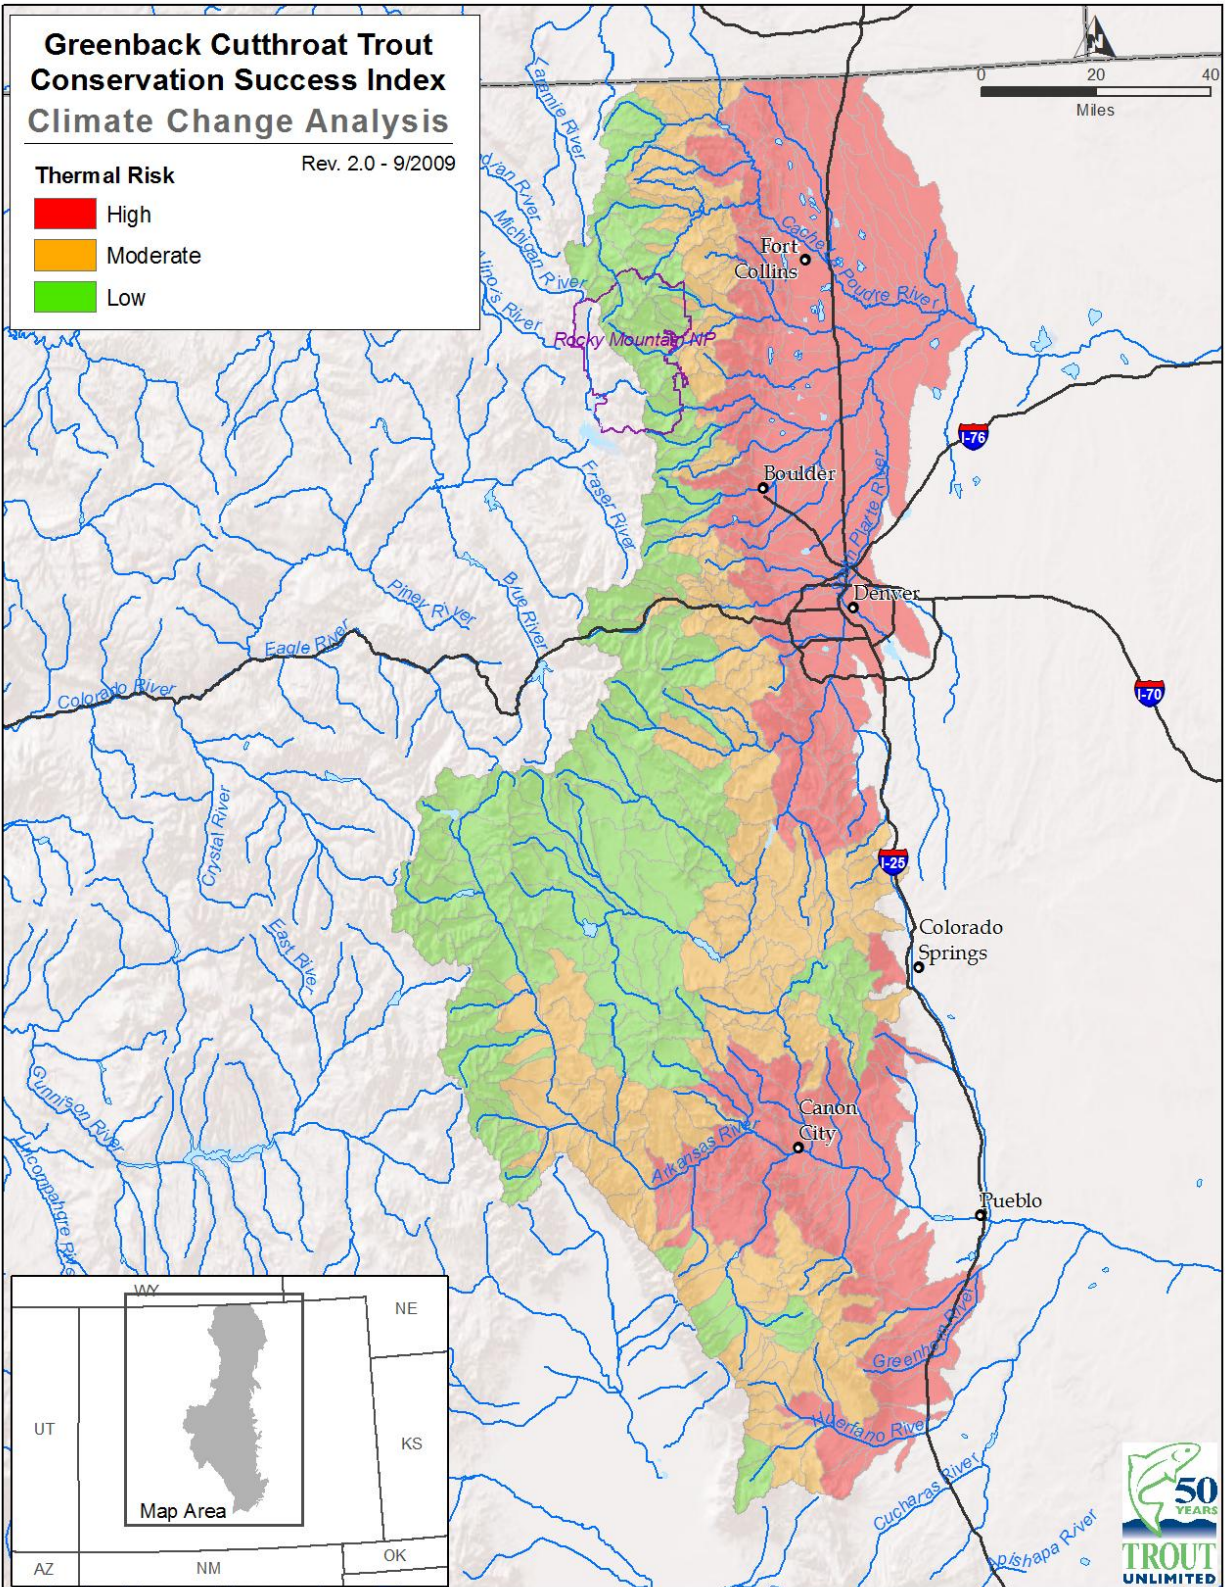 Greenback Cutthroat Trout
Conservation Success Index
Climate Change Analysis
Rev. 2.0 - 9/2009
Thermal Risk
High
Moderate
Low
N
0 20 40
Miles
Laramie River
Michigan River
Cache La Poudre River
Fort
Collins
Rocky Mountain NP
I-76
Boulder
Fraser River
Platte River
Denver
Piney River
Blue River
Eagle River
Colorado River
I-70
Crystal River
I-25
East River
Colorado
Springs
Gunnison River
Canon
City
Arkansas River
Uncompahgre
Pueblo
Greenhorn River
Huerfano River
Cucharas River
Apishapa River
WY
NE
UT
KS
Map Area
AZ
NM
OK
50
YEARS
TROUT
UNLIMITED